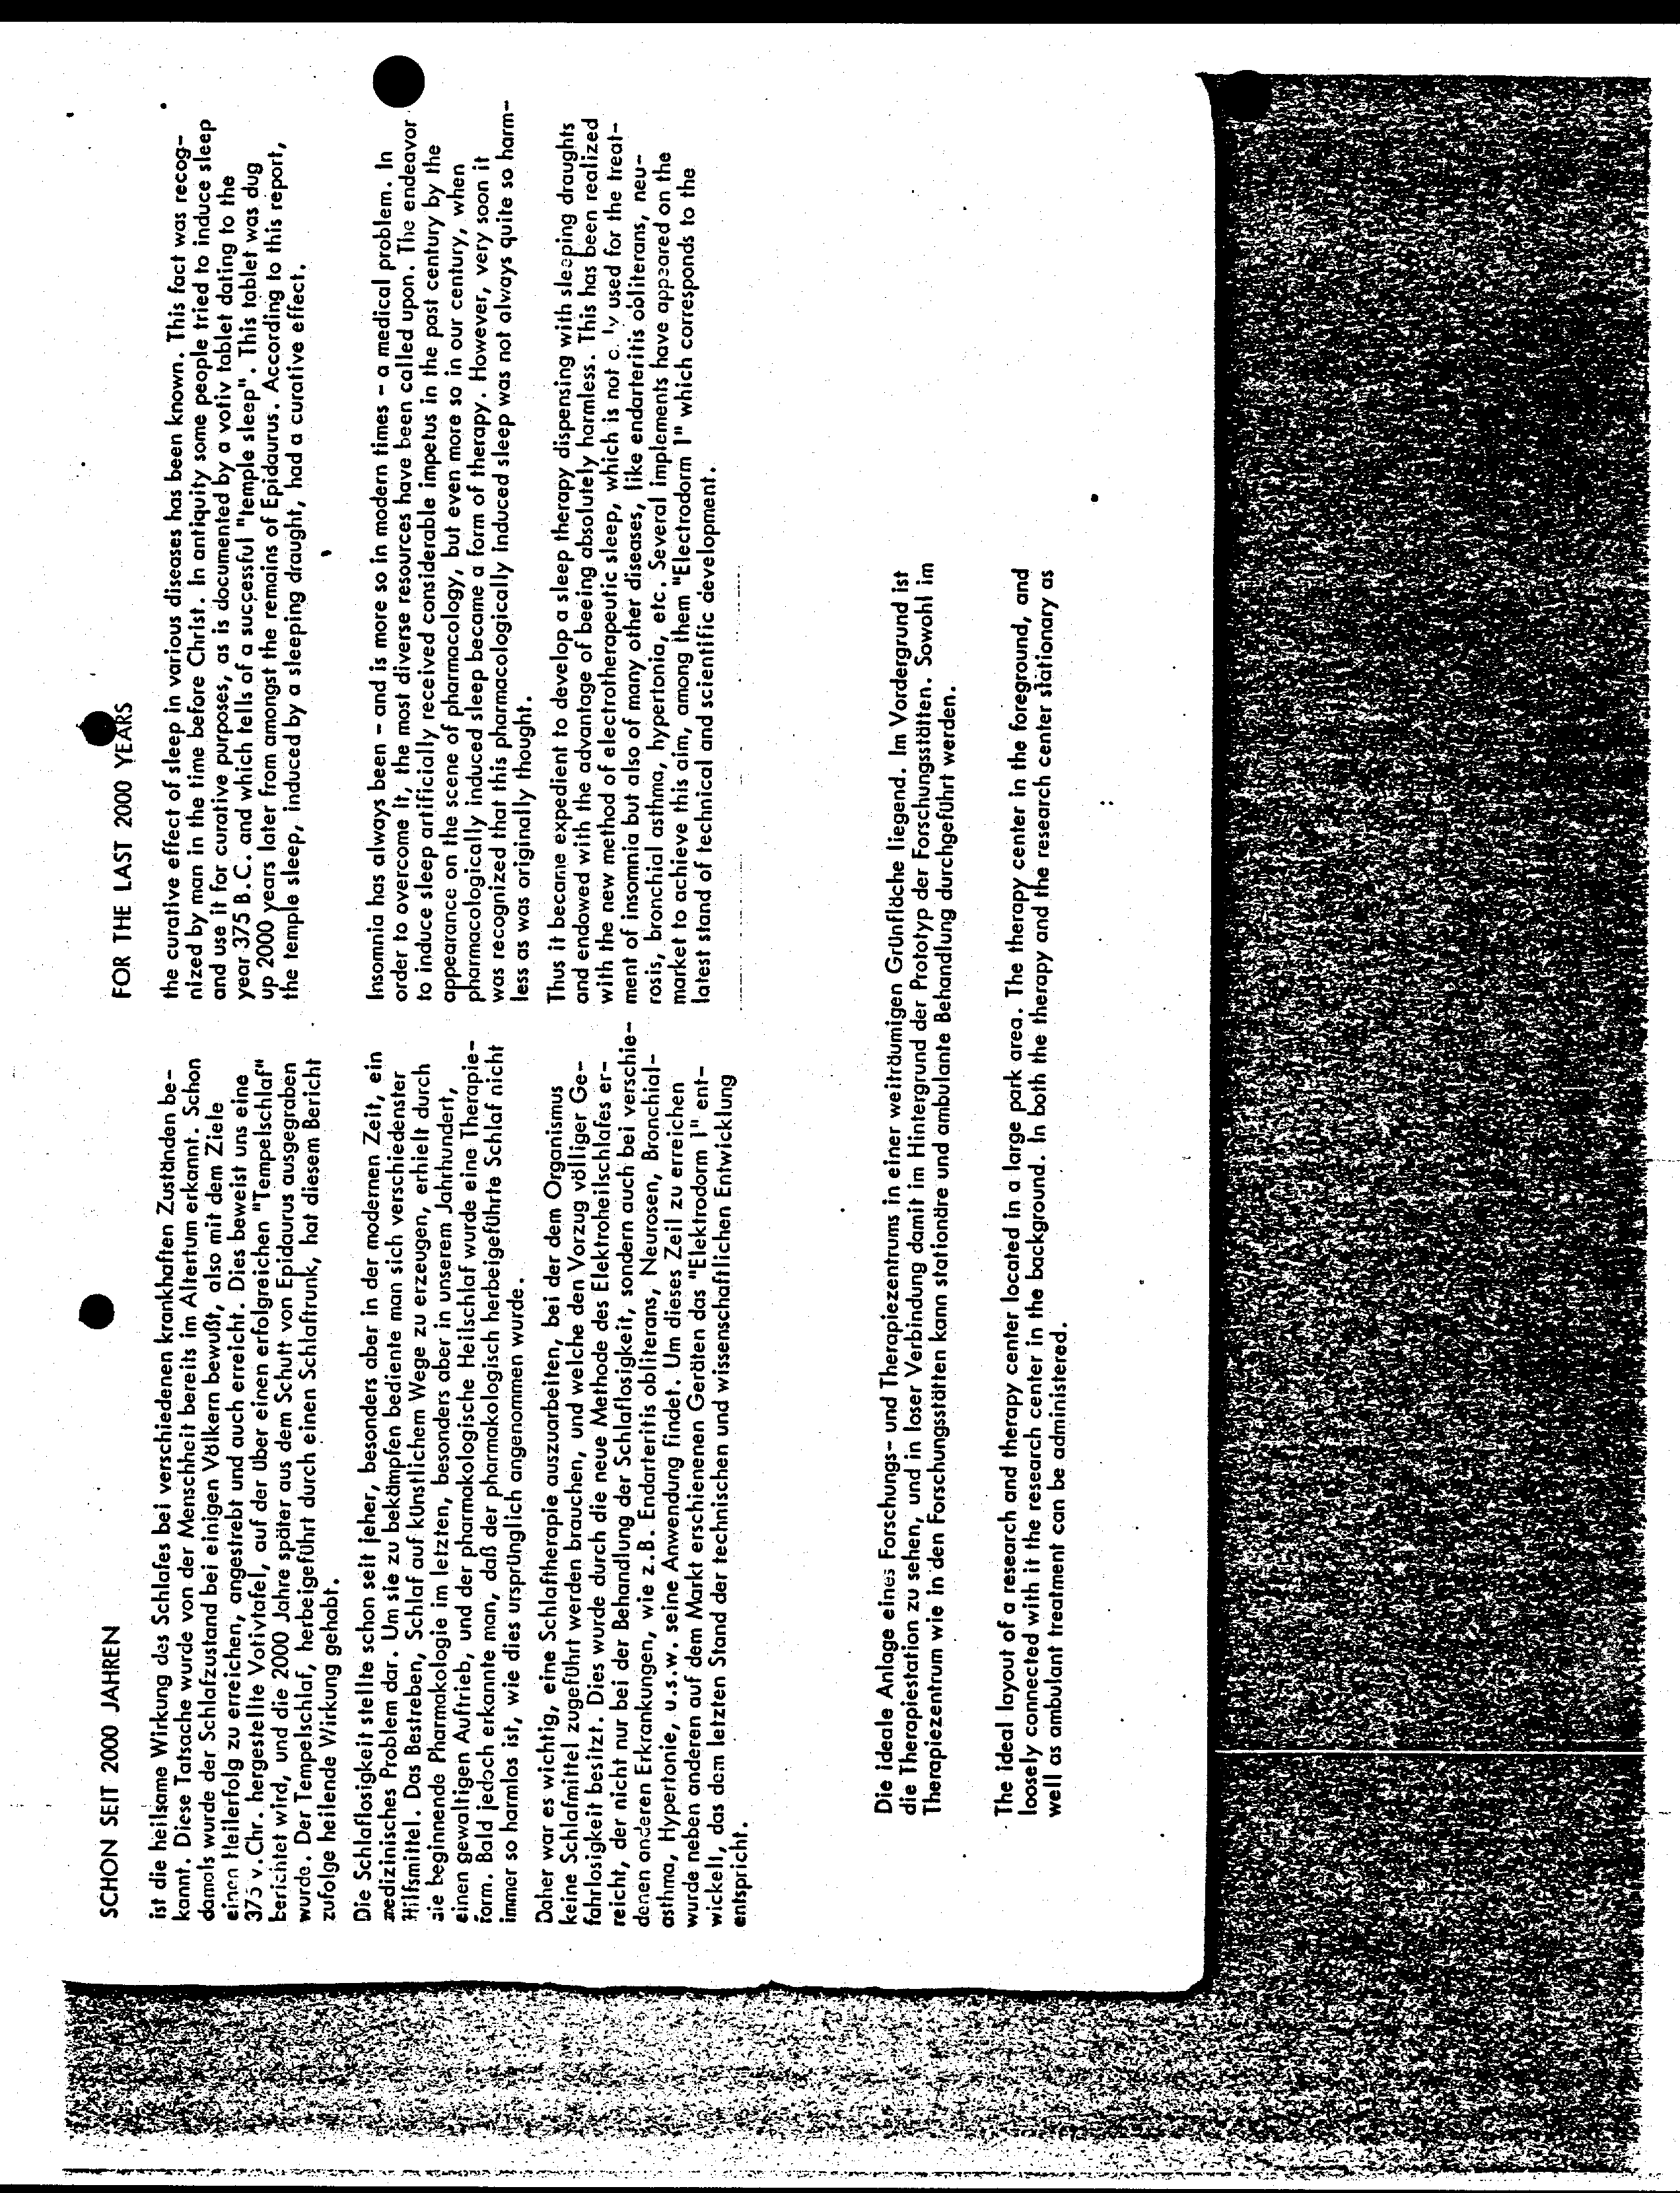 SCHON SEIT 2000 JAHREN
ist die heilsame Wirkung des Schlafes bei verschiedenen krankhaften Zuständen be-
kannt. Diese Tatsache wurde von der Menschheit bereits im Altertum erkannt. Schon
damals wurde der Schlafzustand bei einigen Völkern bewußt, also mit dem Ziele
einen Heilerfolg zu erreichen, angestrebt und auch erreicht. Dies beweist uns eine
375 v.Chr. hergestellte Votivtafel, auf der über einen erfolgreichen "Tempelschlaf"
berichtet wird, und die 2000 Jahre später aus dem Schutt von Epidaurus ausgegraben
wurde. Der Tempelschlaf, herbeigeführt durch einen Schlaftrunk, hat diesem Bericht
zufolge heilende Wirkung gehabt.
Die Schlaflosigkeit stellte schon seit jeher, besonders aber in der modernen Zeit, ein
medizinisches Problem dar. Um sie zu bekämpfen bediente man sich verschiedenster
Hilfsmittel. Das Bestreben, Schlaf auf künstlichem Wege zu erzeugen, erhielt durch
die beginnende Pharmakologie im letzten, besonders aber in unserem Jahrhundert,
einen gewaltigen Auftrieb, und der pharmakologische Heilschlaf wurde eine Therapie-
form. Bald jedoch erkannte man, daß der pharmakologisch herbeigeführte Schlaf nicht
immer so harmlos ist, wie dies ursprünglich angenommen wurde.
Daher war es wichtig, eine Schlaftherapie auszuarbeiten, bei der dem Organismus
keine Schlafmittel zugeführt werden brauchen, und welche den Vorzug völliger Ge-
fahrlosigkeit besitzt. Dies wurde durch die neue Methode des Elektroheilschlafes er-
reicht, der nicht nur bei der Behandlung der Schlaflosigkeit, sondern auch bei verschie-
denen anderen Erkrankungen, wie z.B. Endarteritis obliterans, Neurosen, Bronchial-
asthma, Hypertonie, u.s.w. seine Anwendung findet. Um dieses Zeil zu erreichen
wurde neben anderen auf dem Markt erschienenen Geräten das "Elektrodorm 1" ent-
wickelt, das dem letzten Stand der technischen und wissenschaftlichen Entwicklung
entspricht.
FOR THE LAST 2000 YEARS
the curative effect of sleep in various diseases has been known. This fact was recog-
nized by man in the time before Christ. In antiquity some people tried to induce sleep
and use it for curative purposes, as is documented by a votiv tablet dating to the
year 375 B.C. and which tells of a successful "temple sleep". This tablet was dug
up 2000 years later from amongst the remains of Epidaurus. According to this report,
the temple sleep, induced by a sleeping draught, had a curative effect.
Insomnia has always been - and is more so in modern times - a medical problem. In
order to overcome it, the most diverse resources have been called upon. The endeavor
to induce sleep artificially received considerable impetus in the past century by the
appearance on the scene of pharmacology, but even more so in our century, when
pharmacologically induced sleep became a form of therapy. However, very soon it
was recognized that this pharmacologically induced sleep was not always quite so harm-
less as was originally thought.
Thus it became expedient to develop a sleep therapy dispensing with sleeping draughts
and endowed with the advantage of beeing absolutely harmless. This has been realized
with the new method of electrotherapeutic sleep, which is not used for the treat-
ment of insomnia but also of many other diseases, like endarteritis obliterans, neu-
rosis, bronchial asthma, hypertonia, etc. Several implements have appeared on the
market to achieve this aim, among them "Electrodorm 1" which corresponds to the
latest stand of technical and scientific development.
Die ideale Anlage eines Forschungs- und Therapiezentrums in einer weiträumigen Grünfläche liegend. Im Vordergrund ist
die Therapiestation zu sehen, und in loser Verbindung damit im Hintergrund der Prototyp der Forschungsstätten. Sowohl im
Therapiezentrum wie in den Forschungsstätten kann stationäre und ambulante Behandlung durchgeführt werden.
The ideal layout of a research and therapy center located in a large park area. The therapy center in the foreground, and
loosely connected with it the research center in the background. In both the therapy and the research center stationary as
well as ambulant treatment can be administered.